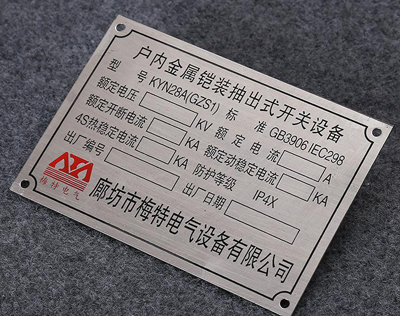 户内金属铠装抽出式开关设备
型 号 KYN28A(GZS1) 标 准 GB3906 IEC298
额定电压 KV 额 定 电 流 A
额定开断电流 KA 额定动稳定电流 KA
4S热稳定电流 KA 防护等级 IP4X
出厂编号 出厂日期
梅特电气
廊坊市梅特电气设备有限公司